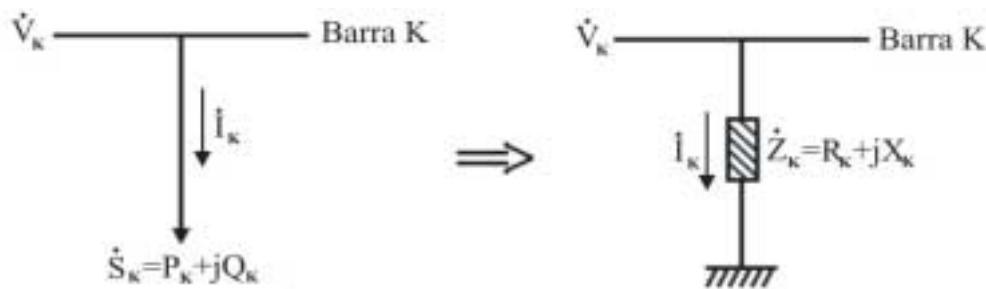 V̇ₖ Barra K
İₖ
Ṡₖ=Pₖ+jQₖ
V̇ₖ Barra K
İₖ Żₖ=Rₖ+jXₖ